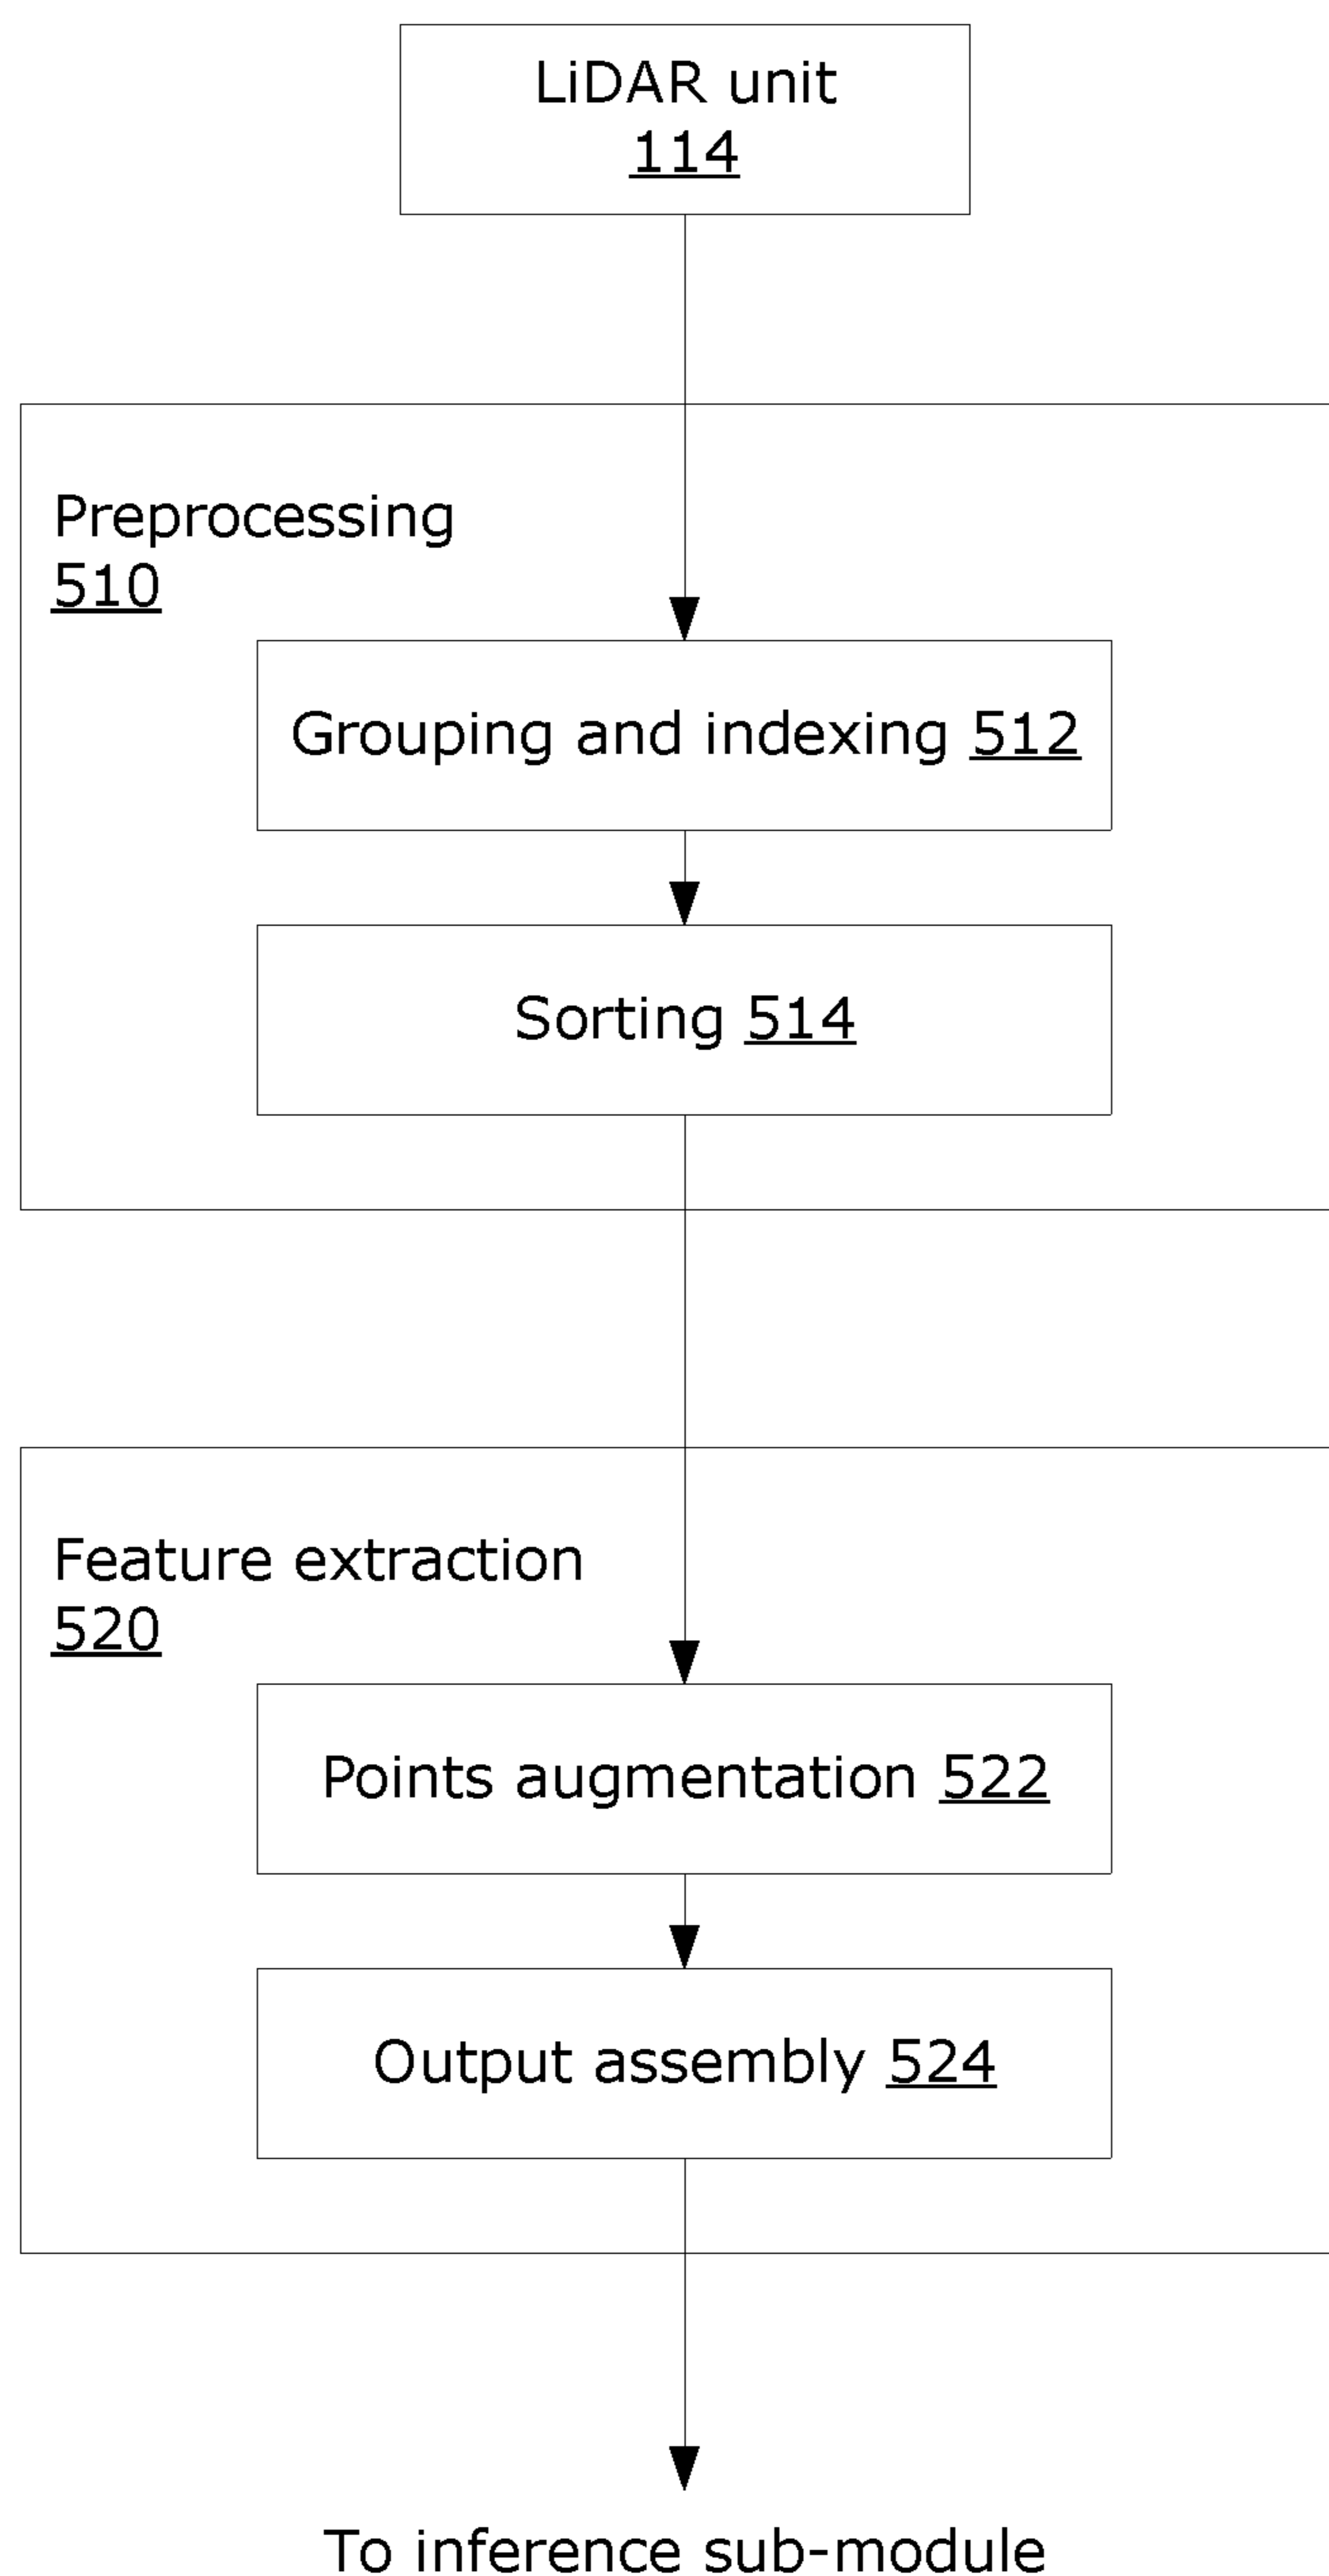 LiDAR unit
114
Preprocessing
510
Grouping and indexing 512
Sorting 514
Feature extraction
520
Points augmentation 522
Output assembly 524
To inference sub-module